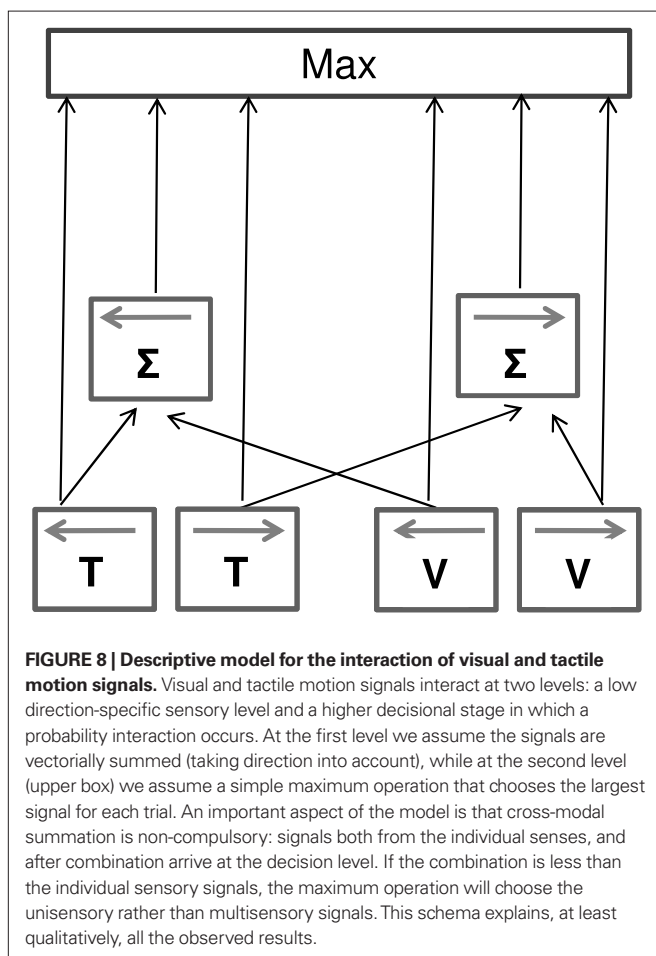 Max
Σ
Σ
T
T
V
V
FIGURE 8 | Descriptive model for the interaction of visual and tactile
motion signals. Visual and tactile motion signals interact at two levels: a low
direction-specific sensory level and a higher decisional stage in which a
probability interaction occurs. At the first level we assume the signals are
vectorially summed (taking direction into account), while at the second level
(upper box) we assume a simple maximum operation that chooses the largest
signal for each trial. An important aspect of the model is that cross-modal
summation is non-compulsory: signals both from the individual senses, and
after combination arrive at the decision level. If the combination is less than
the individual sensory signals, the maximum operation will choose the
unisensory rather than multisensory signals. This schema explains, at least
qualitatively, all the observed results.